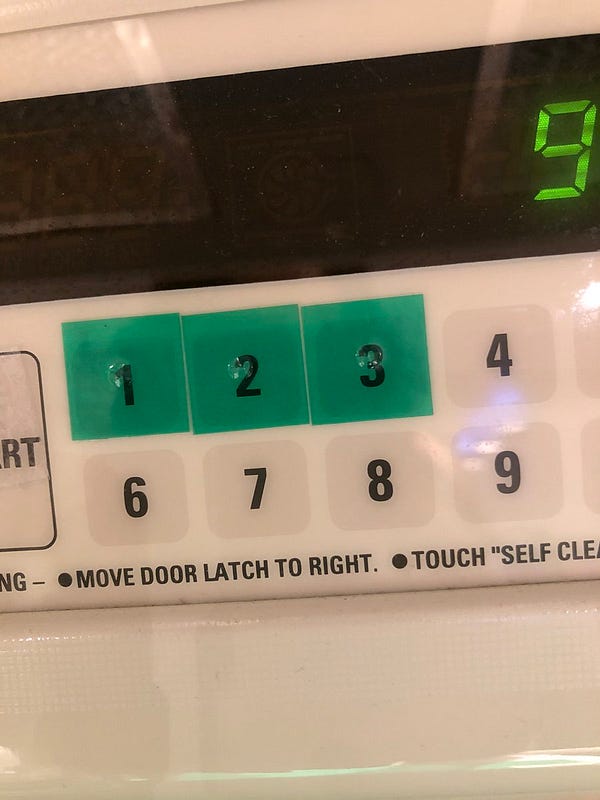 9
1 2 3 4
6 7 8 9
ART
NG – ●MOVE DOOR LATCH TO RIGHT. ●TOUCH "SELF CLEA